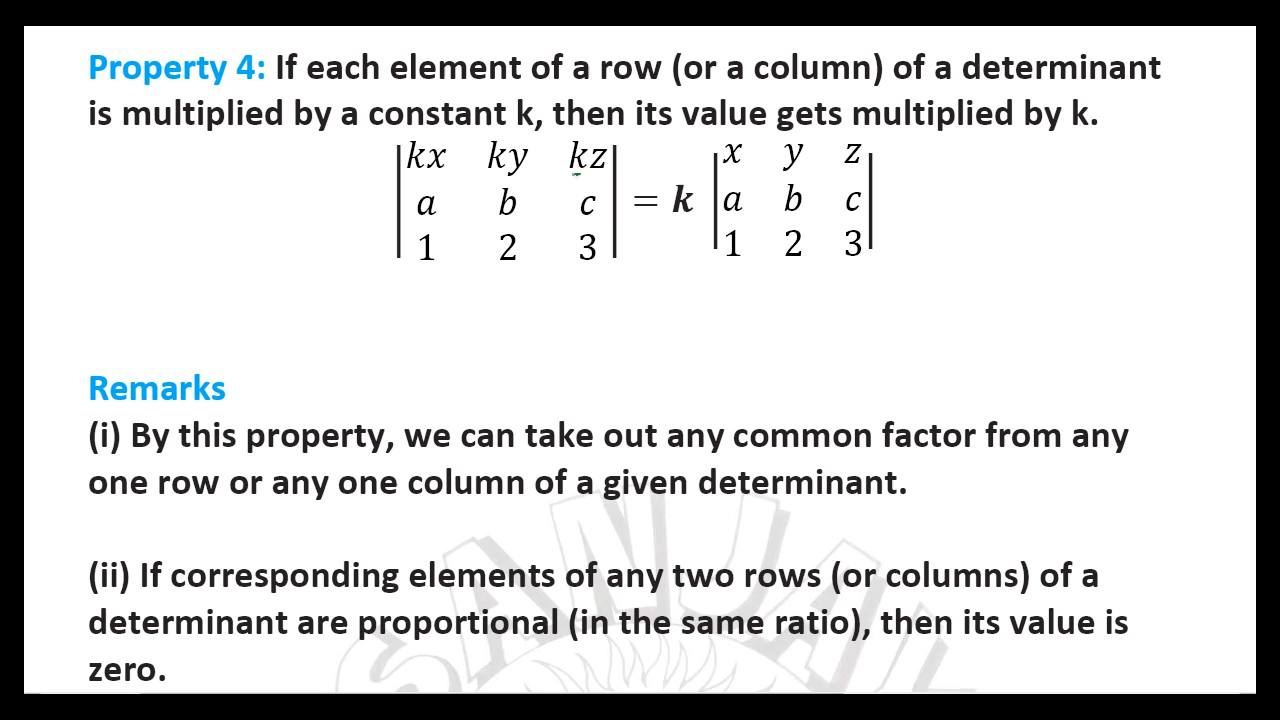 Property 4: If each element of a row (or a column) of a determinant
is multiplied by a constant k, then its value gets multiplied by k.
|kx ky kz| |x y z|
|a b c| = k |a b c|
|1 2 3| |1 2 3|
Remarks
(i) By this property, we can take out any common factor from any
one row or any one column of a given determinant.
(ii) If corresponding elements of any two rows (or columns) of a
determinant are proportional (in the same ratio), then its value is
zero.